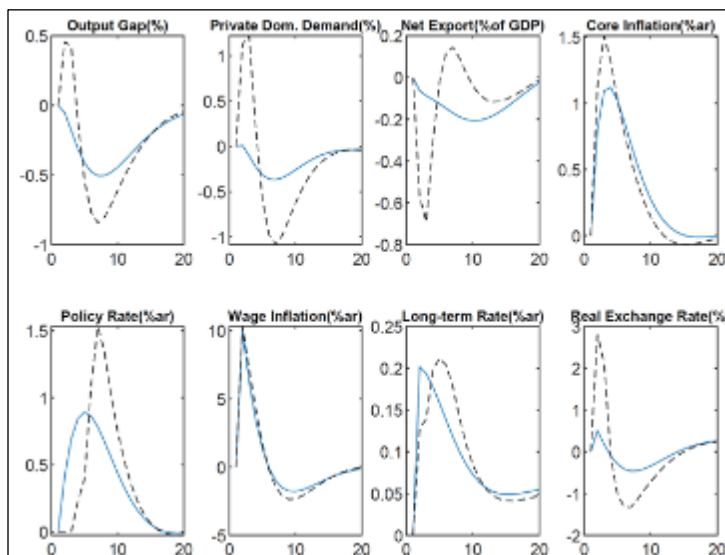 Output Gap(%) Private Dom. Demand(%) Net Export(%of GDP) Core Inflation(%ar)
0.5 1 0.2 1.5
0 0.5 0 1
-0.5 0 -0.2 0.5
-1 -0.5 -0.4 0
-1 -0.6
-0.8
0 10 20 0 10 20 0 10 20 0 10 20
Policy Rate(%ar) Wage Inflation(%ar) Long-term Rate(%ar) Real Exchange Rate(%
1.5 10 0.25 3
1 5 0.2 2
0.5 0 0.15 1
0 -5 0.1 0
0.05 -1
0 -2
0 10 20 0 10 20 0 10 20 0 10 20